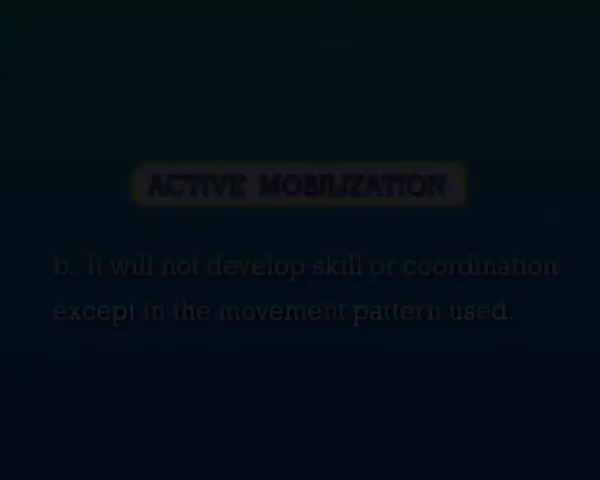 ACTIVE MOBILIZATION
b. It will not develop skill or coordination
except in the movement pattern used.